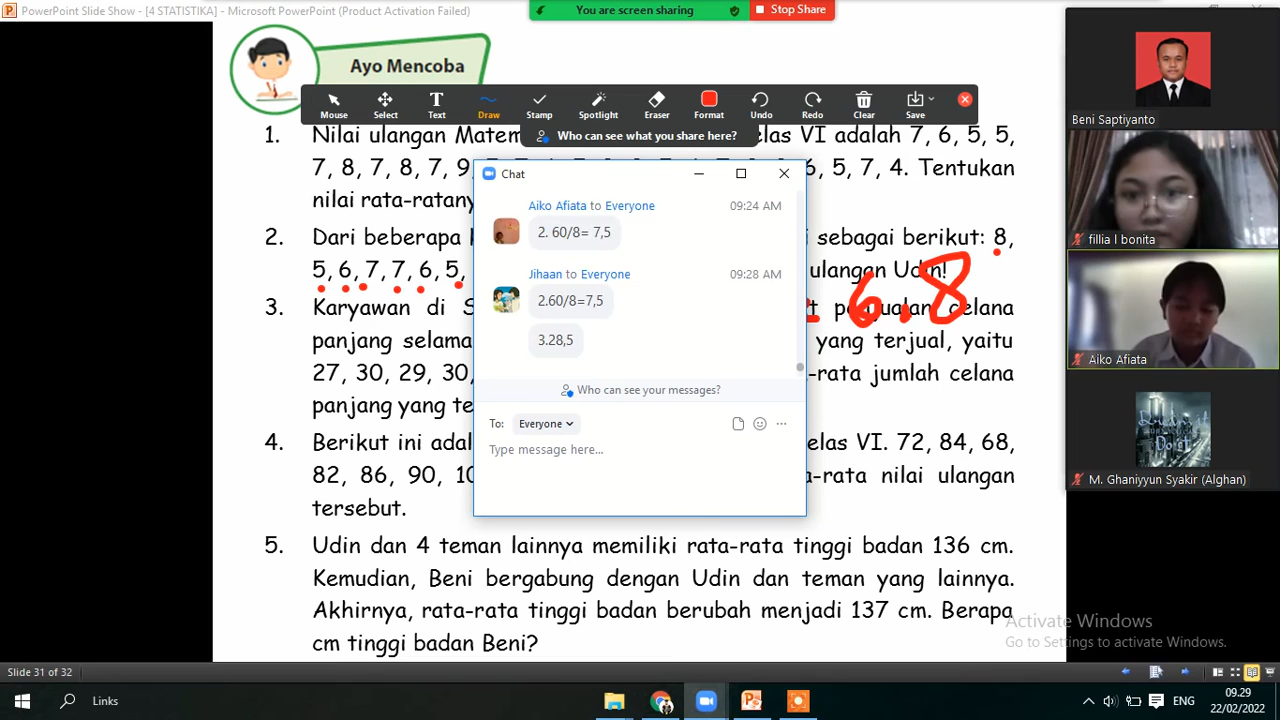 PowerPoint Slide Show - [4 STATISTIKA] - Microsoft PowerPoint (Product Activation Failed)
You are screen sharing
Stop Share
Ayo Mencoba
Mouse Select Text Draw Stamp Spotlight Eraser Format Undo Redo Clear Save
Who can see what you share here?
1. Nilai ulangan elas VI adalah 7, 6, 5, 5,
7, 8, 7, 8, 7, 9, 6, 5, 7, 4. Tentukan
nilai rata-ratany
2. Dari beberapa i sebagai berikut: 8,
5, 6, 7, 7, 6, 5, ulangan Udin!
6.8
3. Karyawan di S penjualan celana
panjang selama yang terjual, yaitu
27, 30, 29, 30, -rata jumlah celana
panjang yang te
4. Berikut ini adal elas VI. 72, 84, 68,
82, 86, 90, 10 a-rata nilai ulangan
tersebut.
5. Udin dan 4 teman lainnya memiliki rata-rata tinggi badan 136 cm.
Kemudian, Beni bergabung dengan Udin dan teman yang lainnya.
Akhirnya, rata-rata tinggi badan berubah menjadi 137 cm. Berapa
cm tinggi badan Beni?
Chat
Aiko Afiata to Everyone 09:24 AM
2. 60/8= 7,5
Jihaan to Everyone 09:28 AM
2.60/8=7,5
3.28,5
Who can see your messages?
To: Everyone
Type message here...
Beni Saptiyanto
fillia l bonita
Aiko Afiata
M. Ghaniyyun Syakir (Alghan)
Activate Windows
Go to Settings to activate Windows.
Slide 31 of 32
Links
ENG
09.29
22/02/2022